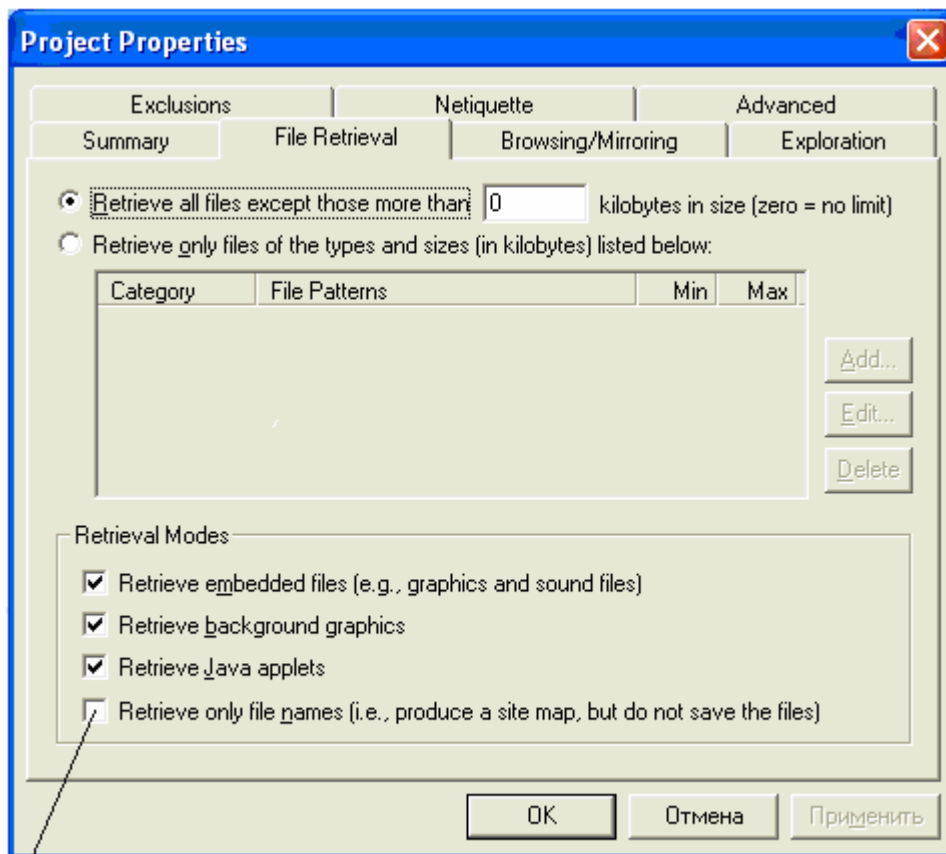 Project Properties
Exclusions Netiquette Advanced
Summary File Retrieval Browsing/Mirroring Exploration
Retrieve all files except those more than 0 kilobytes in size (zero = no limit)
Retrieve only files of the types and sizes (in kilobytes) listed below:
Category File Patterns Min Max
Add...
Edit...
Delete
Retrieval Modes
Retrieve embedded files (e.g., graphics and sound files)
Retrieve background graphics
Retrieve Java applets
Retrieve only file names (i.e., produce a site map, but do not save the files)
OK Отмена Применить